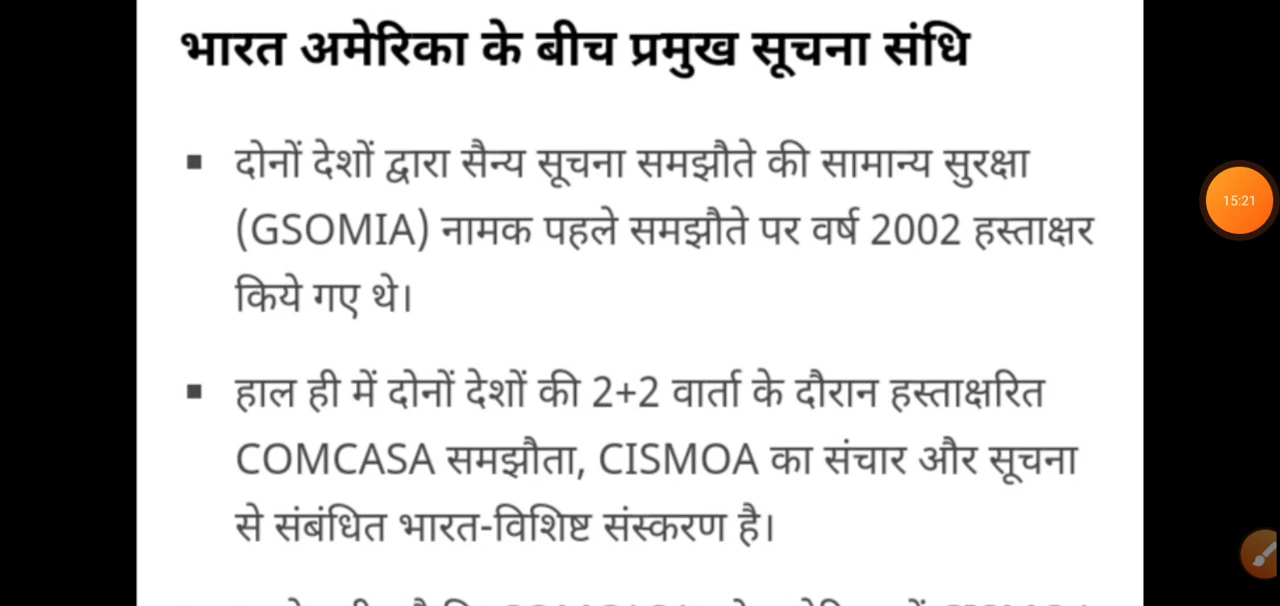 भारत अमेरिका के बीच प्रमुख सूचना संधि
▪ दोनों देशों द्वारा सैन्य सूचना समझौते की सामान्य सुरक्षा
(GSOMIA) नामक पहले समझौते पर वर्ष 2002 हस्ताक्षर
किये गए थे।
▪ हाल ही में दोनों देशों की 2+2 वार्ता के दौरान हस्ताक्षरित
COMCASA समझौता, CISMOA का संचार और सूचना
से संबंधित भारत-विशिष्ट संस्करण है।
15:21